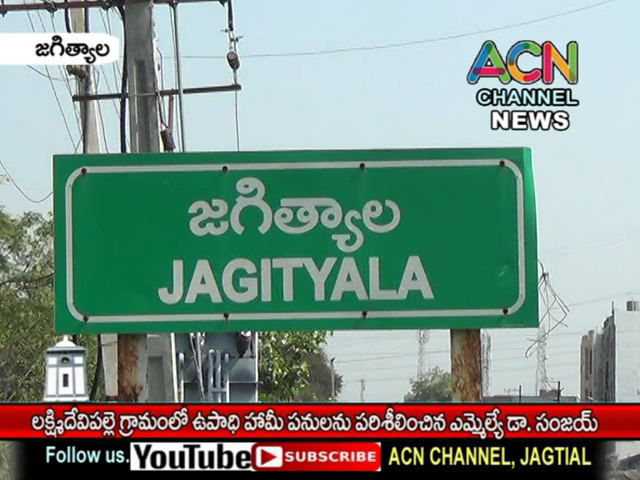 జగిత్యాల
ACN
CHANNEL
NEWS
జగిత్యాల
JAGITYALA
లక్ష్మిదేవిపల్లె గ్రామంలో ఉపాధి హామీ పనులను పరిశీలించిన ఎమ్మెల్యే డా. సంజయ్
Follow us. YouTube SUBSCRIBE ACN CHANNEL, JAGTIAL